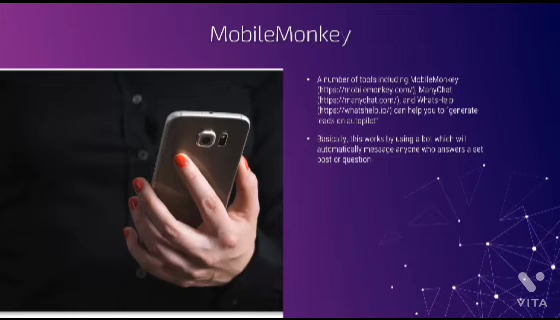 MobileMonkey
• A number of tools including MobileMonkey
(https://mobilemonkey.com/), ManyChat
(https://manychat.com/), and WhatsHelp
(https://whatshelp.io/) can help you to "generate
leads on autopilot"
• Basically, this works by using a bot which will
automatically message anyone who answers a set
post or question
VITA